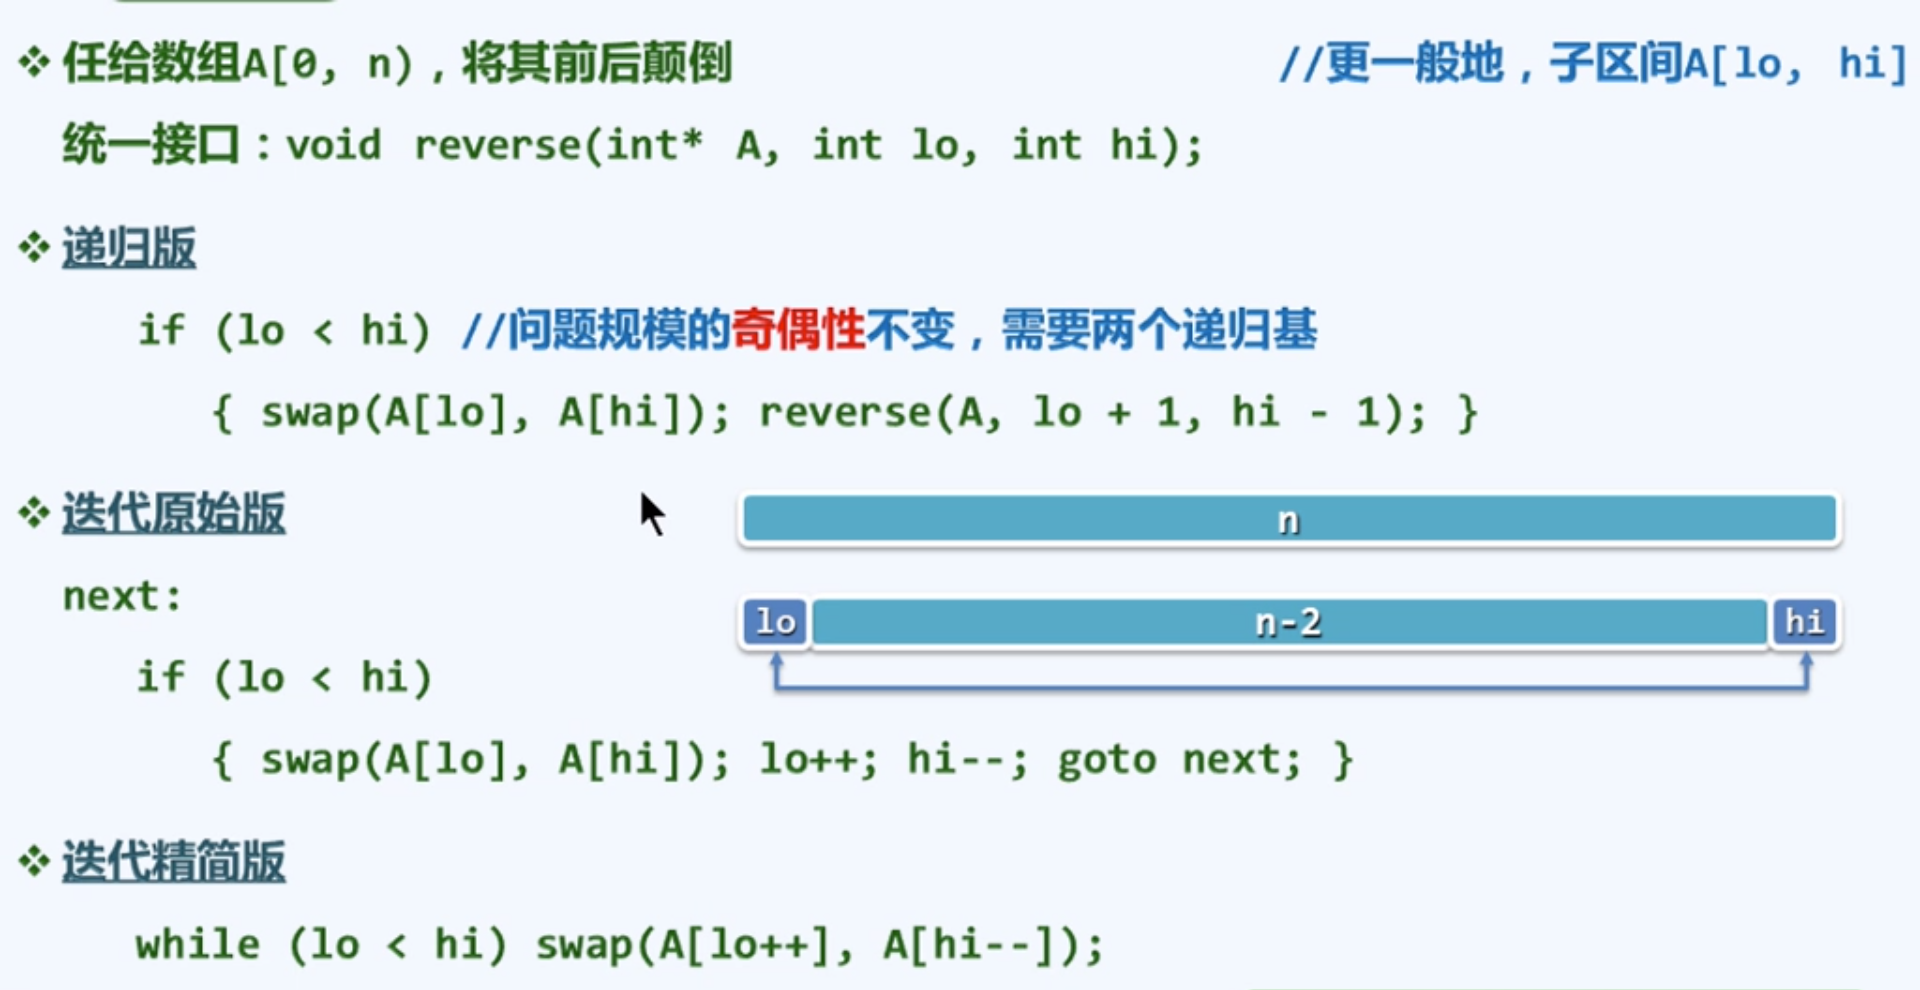 ❖ 任给数组A[0, n)，将其前后颠倒 //更一般地，子区间A[lo, hi]
统一接口：void reverse(int* A, int lo, int hi);
❖ 递归版
if (lo < hi) //问题规模的奇偶性不变，需要两个递归基
{ swap(A[lo], A[hi]); reverse(A, lo + 1, hi - 1); }
❖ 迭代原始版
n
next:
lo n-2 hi
if (lo < hi)
{ swap(A[lo], A[hi]); lo++; hi--; goto next; }
❖ 迭代精简版
while (lo < hi) swap(A[lo++], A[hi--]);